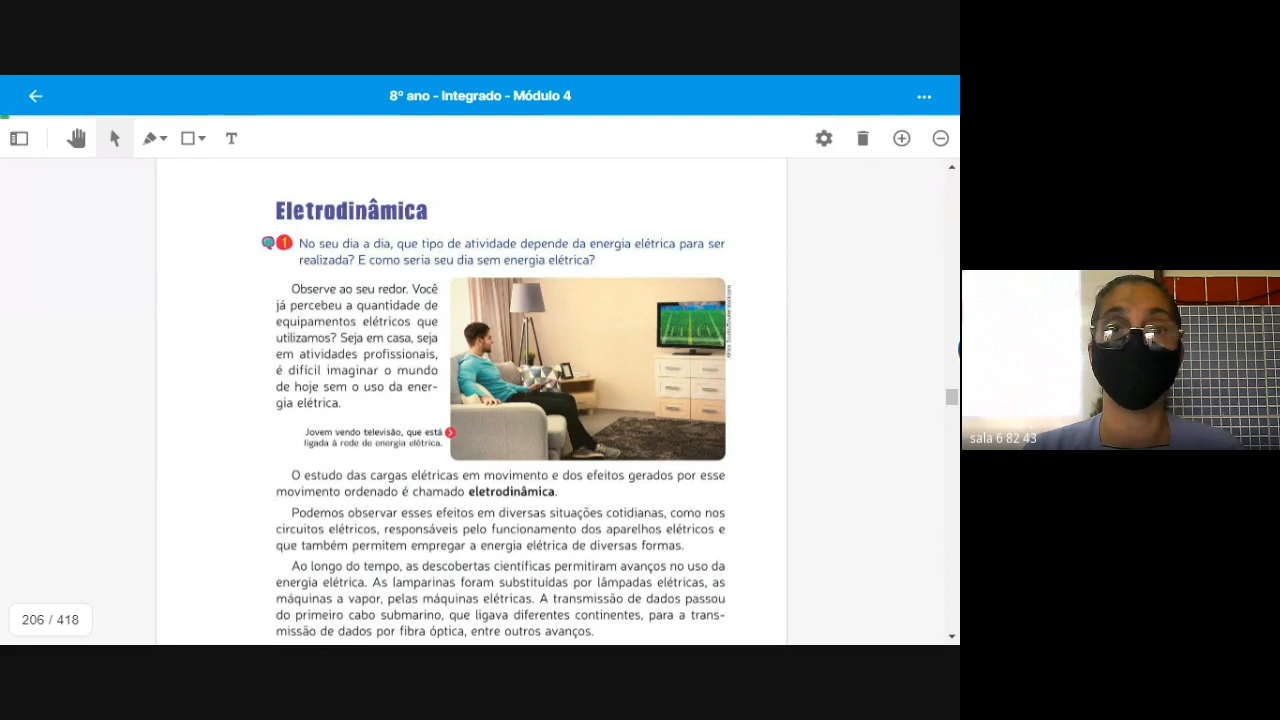 8º ano - Integrado - Módulo 4
T
Eletrodinâmica
1 No seu dia a dia, que tipo de atividade depende da energia elétrica para ser
realizada? E como seria seu dia sem energia elétrica?
Observe ao seu redor. Você
já percebeu a quantidade de
equipamentos elétricos que
utilizamos? Seja em casa, seja
em atividades profissionais,
é difícil imaginar o mundo
de hoje sem o uso da ener-
gia elétrica.
Jovem vendo televisão, que está
ligada à rede de energia elétrica.
O estudo das cargas elétricas em movimento e dos efeitos gerados por esse
movimento ordenado é chamado eletrodinâmica.
Podemos observar esses efeitos em diversas situações cotidianas, como nos
circuitos elétricos, responsáveis pelo funcionamento dos aparelhos elétricos e
que também permitem empregar a energia elétrica de diversas formas.
Ao longo do tempo, as descobertas científicas permitiram avanços no uso da
energia elétrica. As lamparinas foram substituídas por lâmpadas elétricas, as
máquinas a vapor, pelas máquinas elétricas. A transmissão de dados passou
do primeiro cabo submarino, que ligava diferentes continentes, para a trans-
missão de dados por fibra óptica, entre outros avanços.
206 / 418
sala 6 82 43